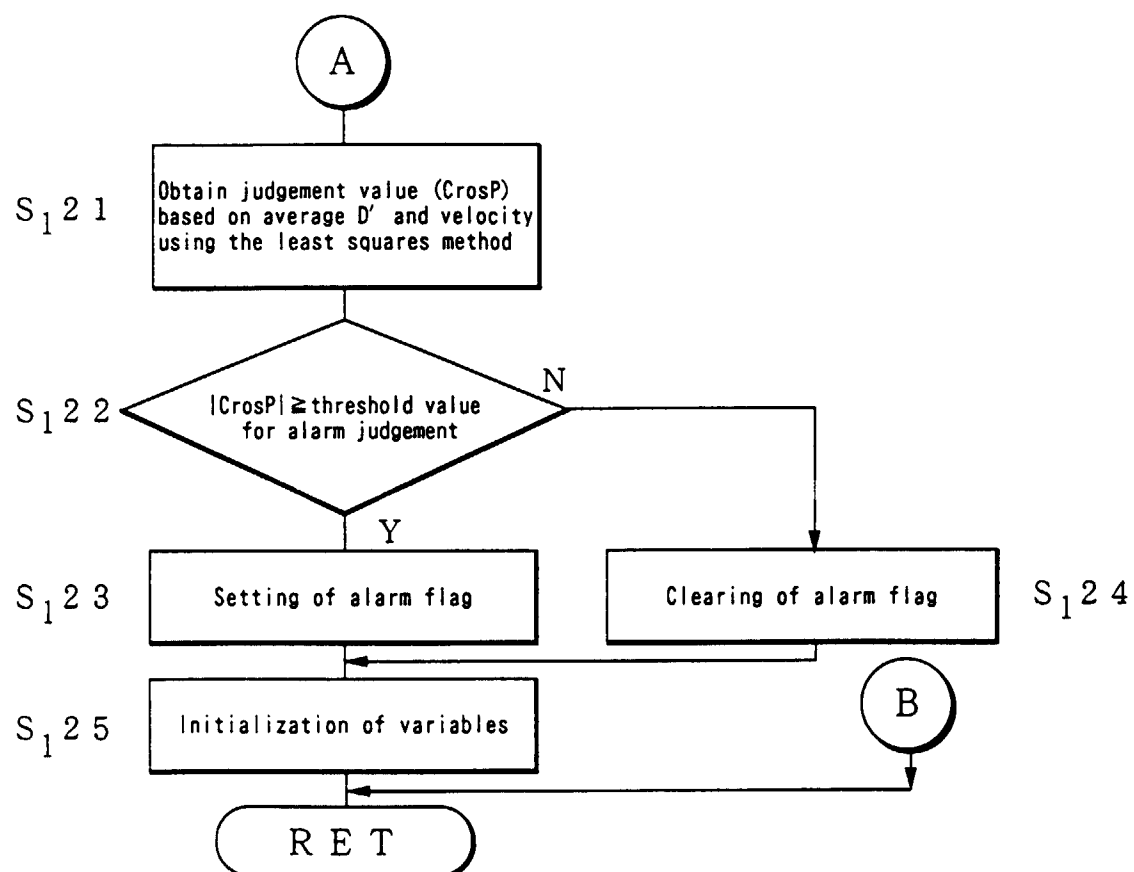 A
S₁21
Obtain judgement value (CrosP)
based on average D′ and velocity
using the least squares method
S₁22
|CrosP|≧threshold value
for alarm judgement
N
Y
S₁23
Setting of alarm flag
Clearing of alarm flag
S₁24
S₁25
Initialization of variables
B
RET